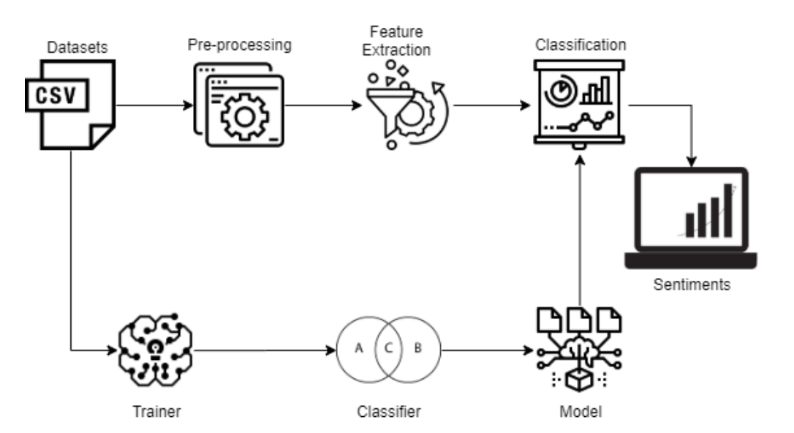 Datasets
Pre-processing
Feature
Extraction
Classification
CSV
Sentiments
A
C
B
Trainer
Classifier
Model